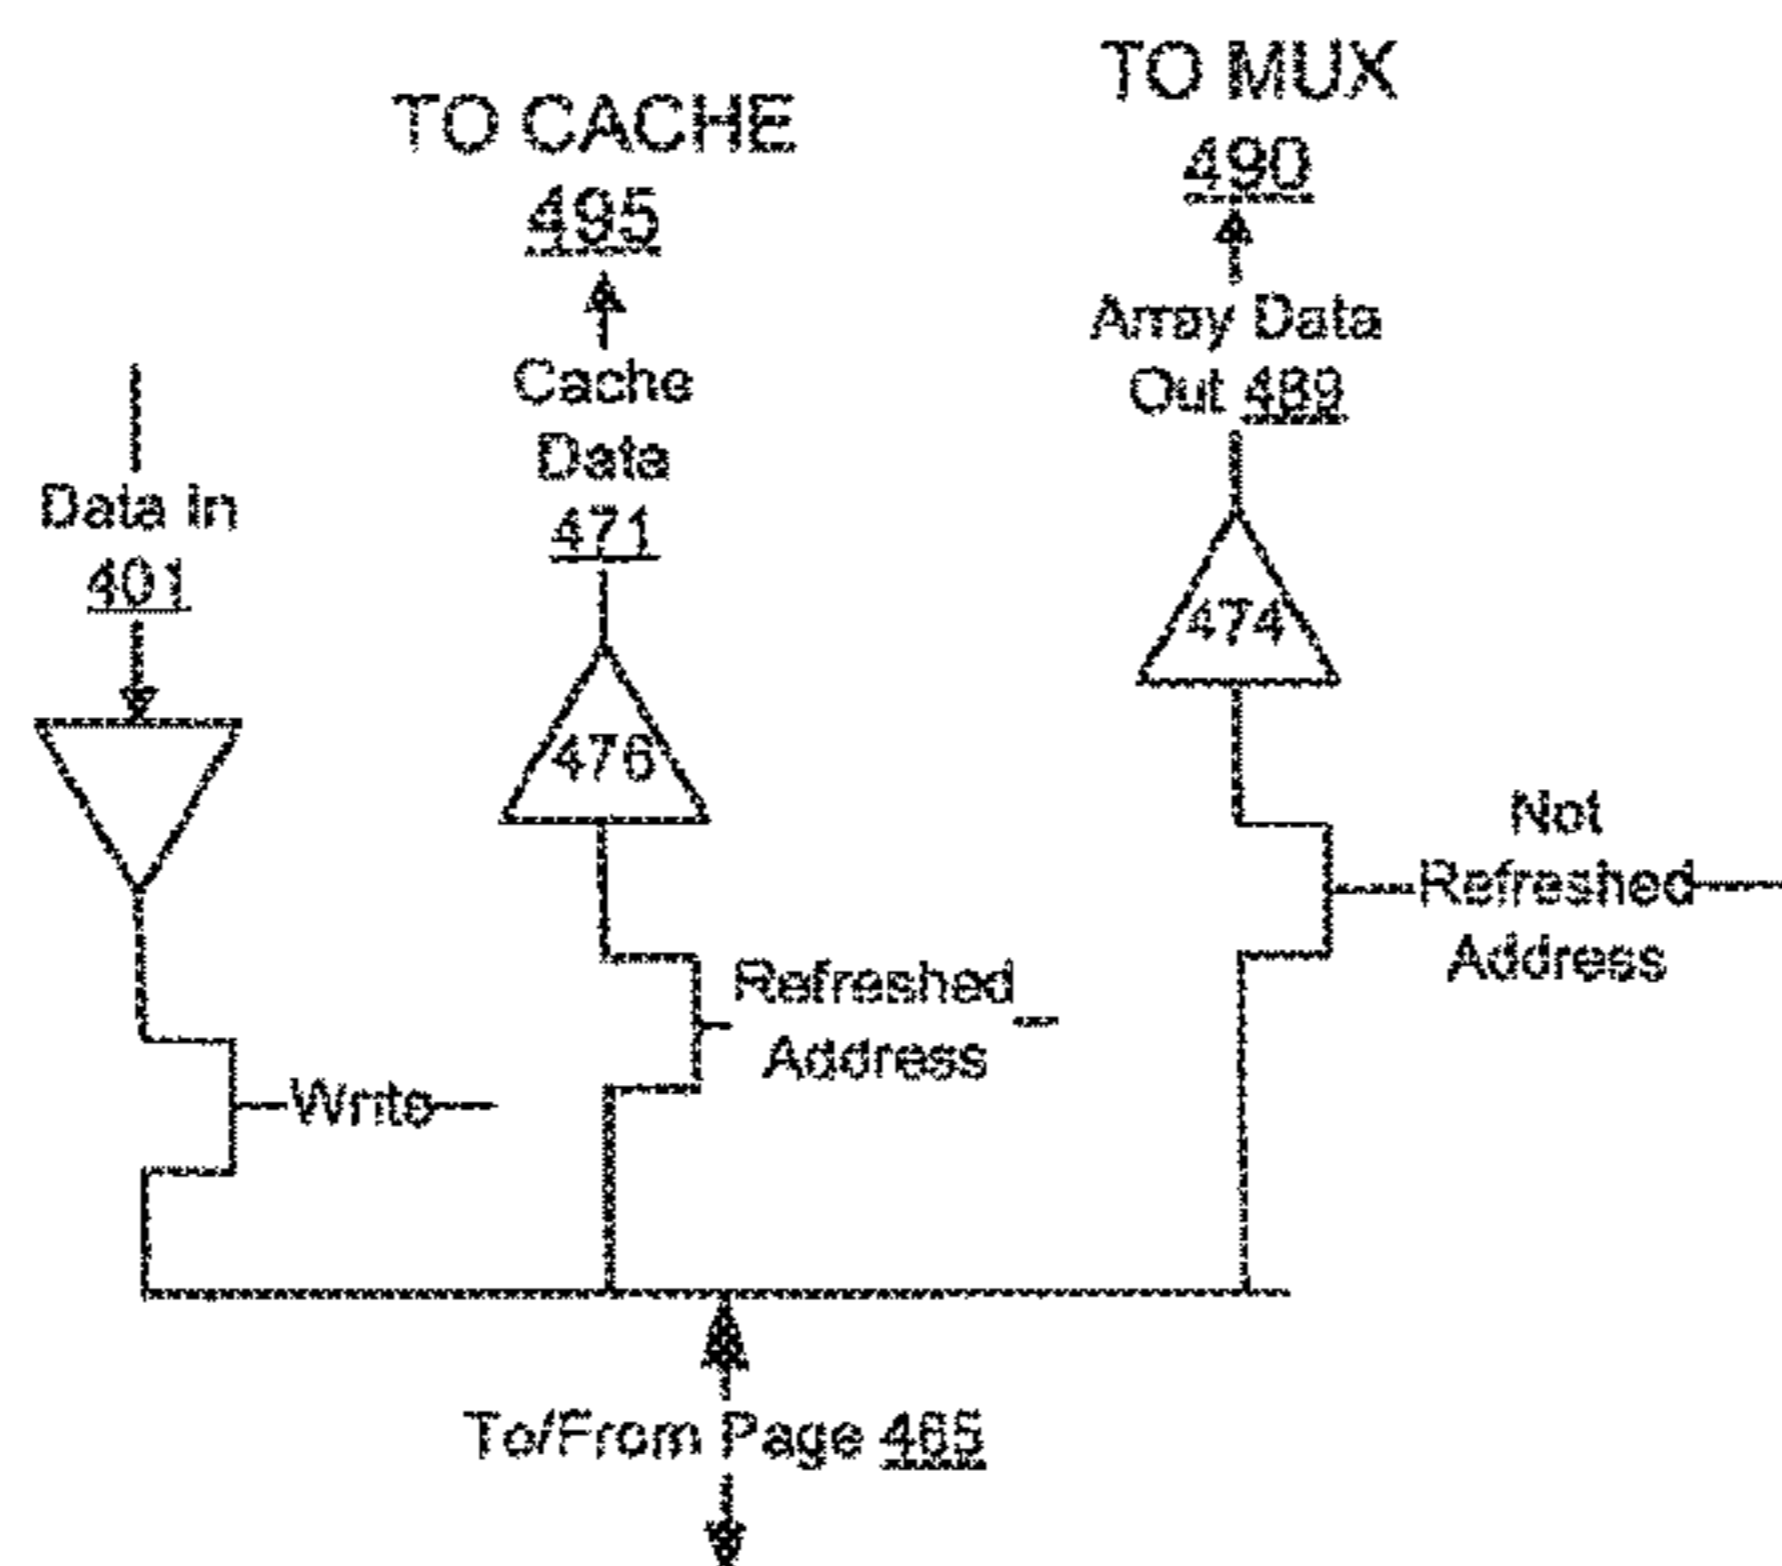 TO MUX
490
TO CACHE
495
Array Data
Out 489
Cache
Data
471
Data In
401
474
476
Not
Refreshed
Address
Refreshed
Address
Write
To/From Page 465